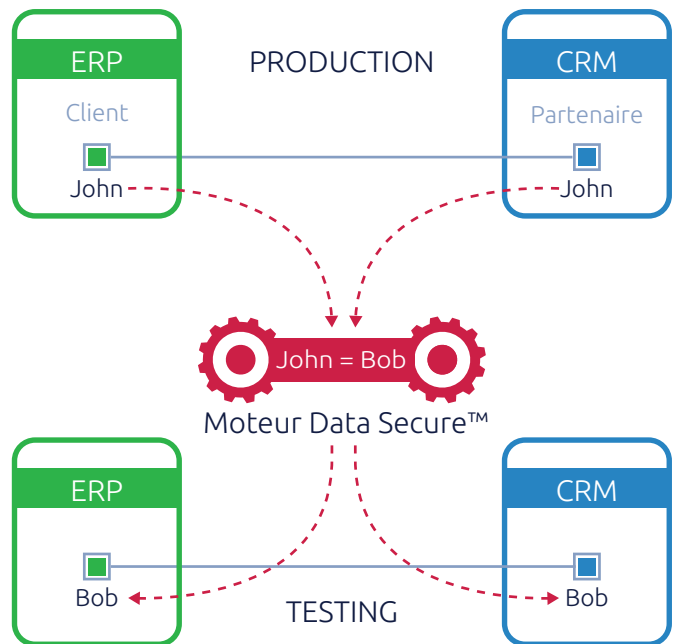 ERP
PRODUCTION
CRM
Client
Partenaire
John
John
John = Bob
Moteur Data Secure™
ERP
CRM
Bob
Bob
TESTING